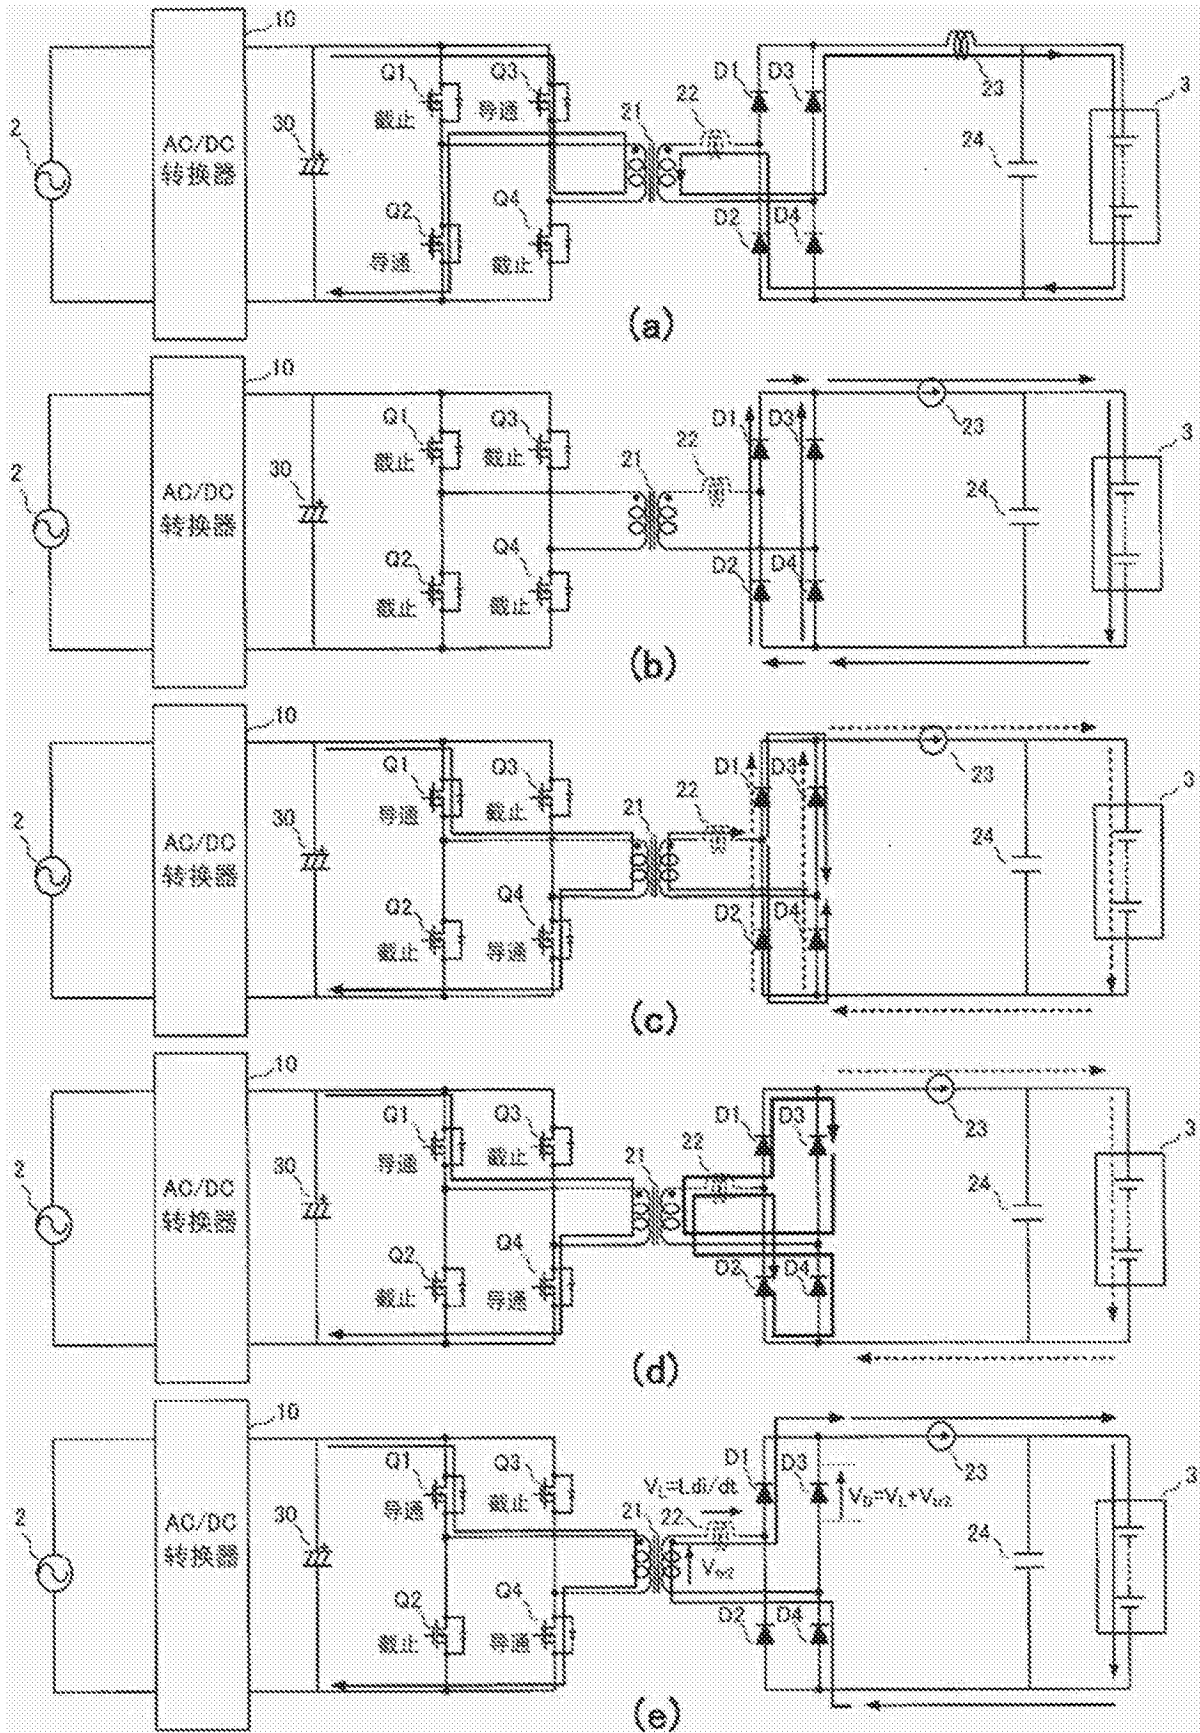 10
Q1
Q3
D1
D3
23
3
2
AC/DC
转换器
30
截止
导通
21
22
24
Q2
Q4
D2
D4
导通
截止
(a)
10
Q1
Q3
D1
D3
23
3
2
AC/DC
转换器
30
截止
截止
21
22
24
Q2
Q4
D2
D4
截止
截止
(b)
10
Q1
Q3
D1
D3
23
3
2
AC/DC
转换器
30
导通
截止
21
22
24
Q2
Q4
D2
D4
截止
导通
(c)
10
Q1
Q3
D1
D3
23
3
2
AC/DC
转换器
30
导通
截止
21
22
24
Q2
Q4
D2
D4
截止
导通
(d)
10
Q1
Q3
D1
D3
23
3
2
AC/DC
转换器
30
导通
截止
V_L=Ldi/dt
V_D=V_L+V_tr2
21
22
24
V_tr2
Q2
Q4
D2
D4
截止
导通
(e)